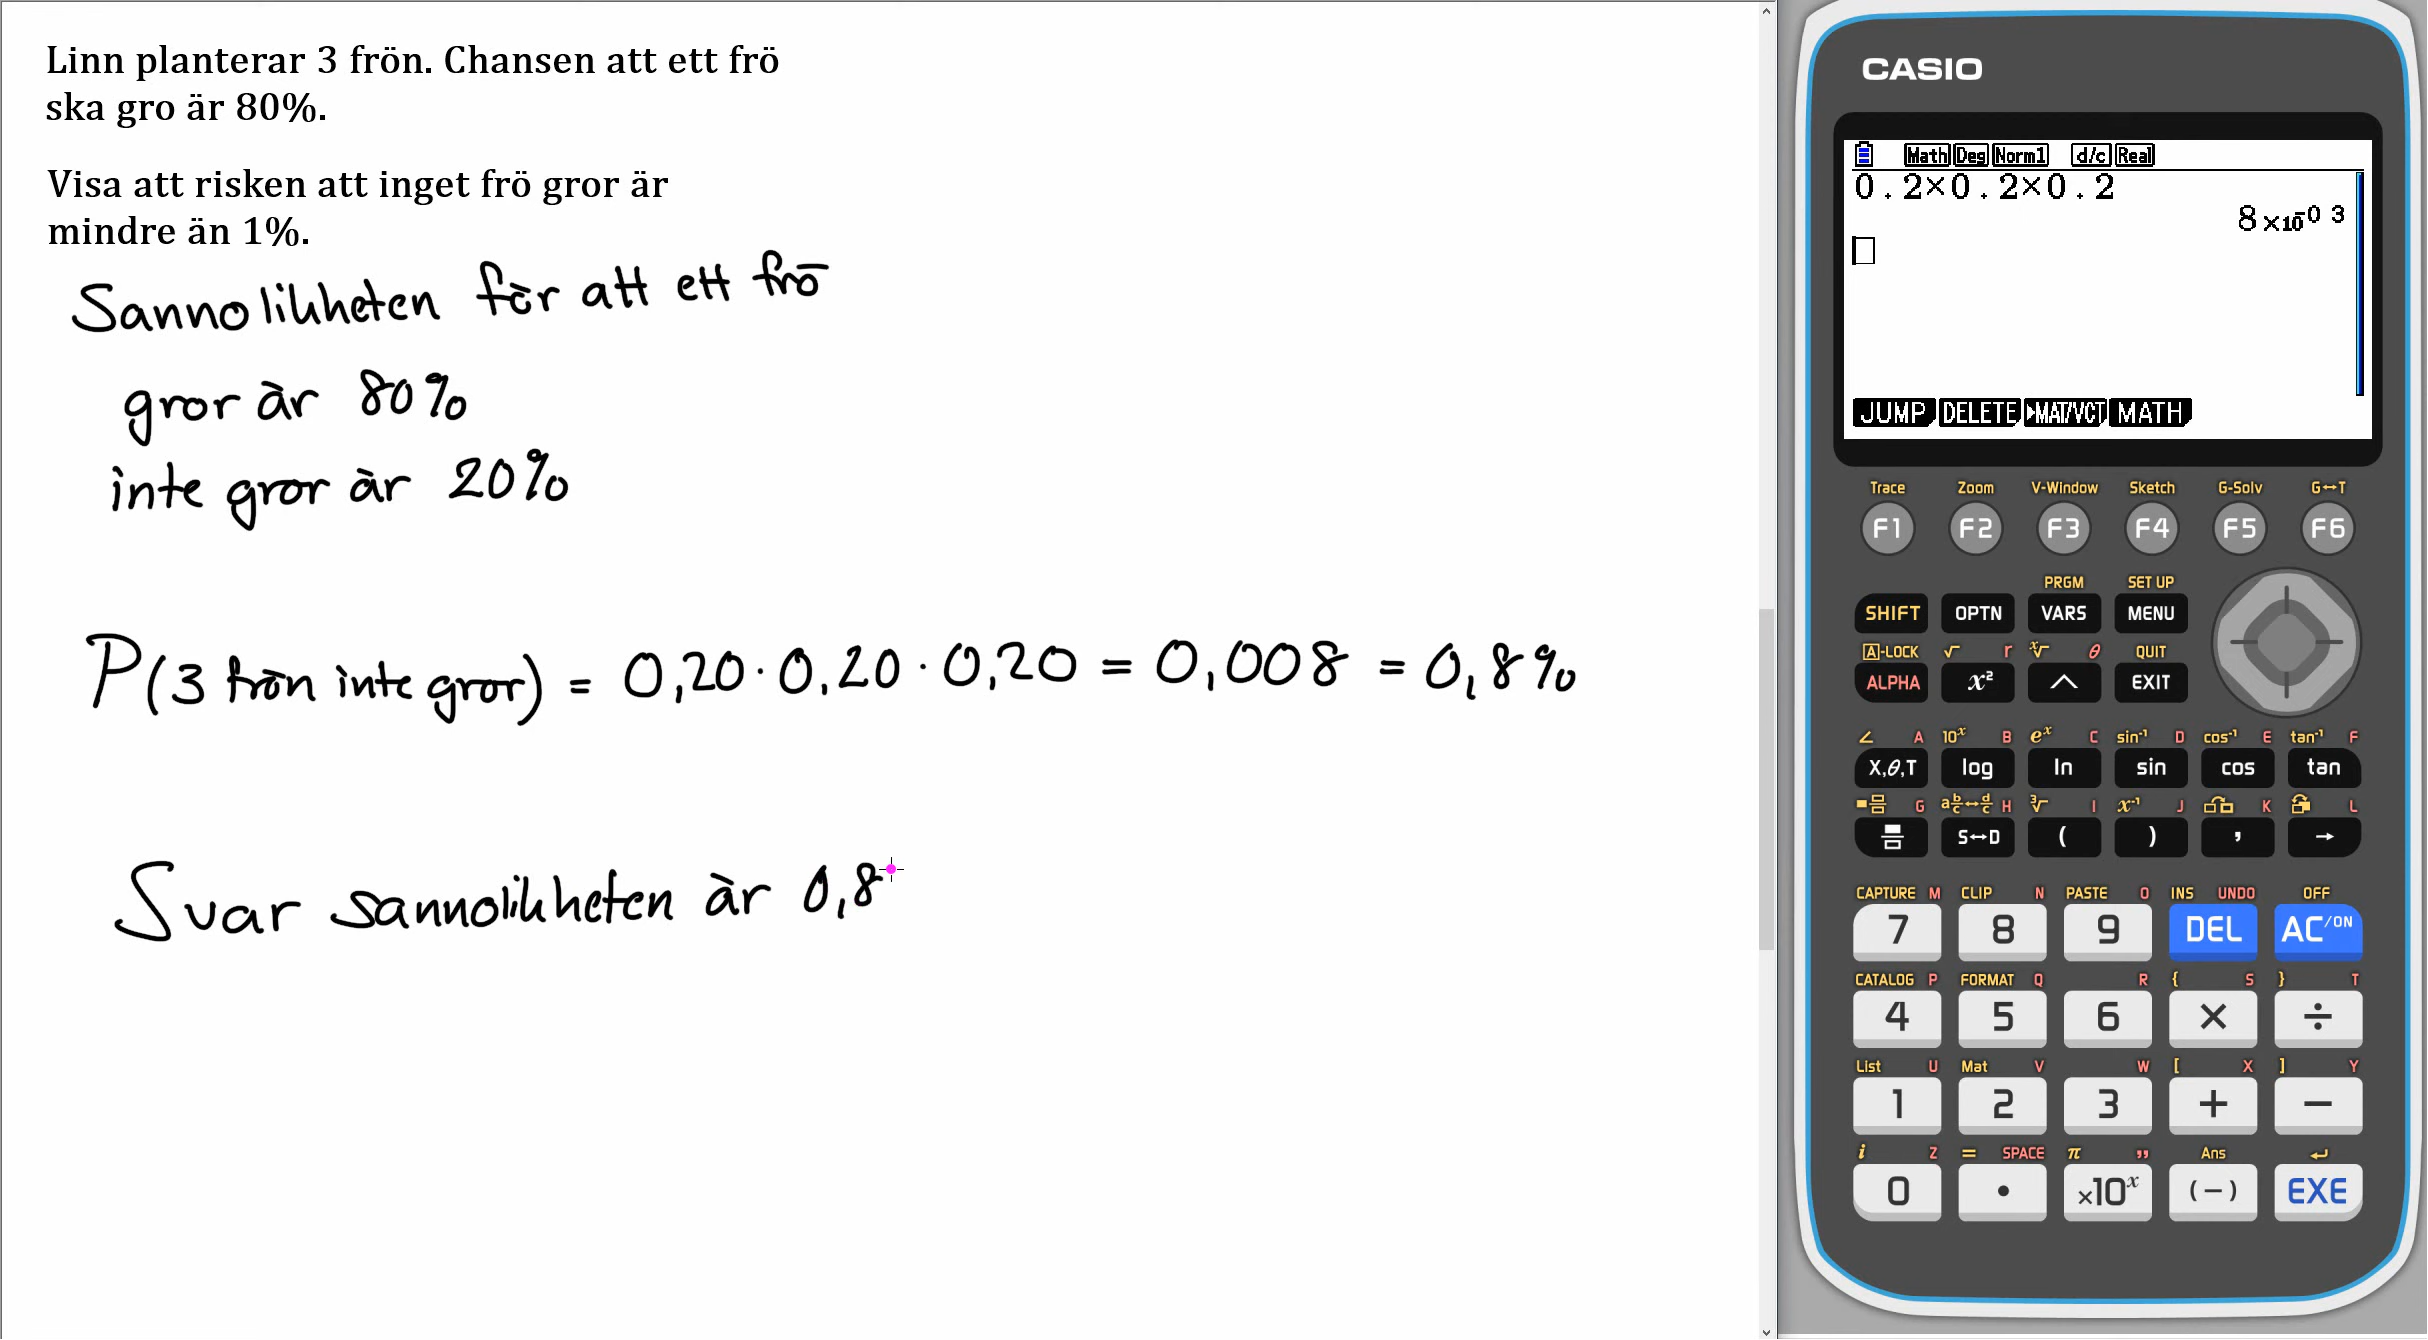 Linn planterar 3 frön. Chansen att ett frö
ska gro är 80%.
Visa att risken att inget frö gror är
mindre än 1%.
Sannolikheten för att ett frö
gror är 80%
inte gror är 20%
P(3 frön inte gror) = 0,20 · 0,20 · 0,20 = 0,008 = 0,8%
Svar sannolikheten är 0,8
CASIO
Math Deg Norm1 d/c Real
0.2×0.2×0.2
8×10⁻⁰³
JUMP DELETE ▶MAT/VCT MATH
Trace Zoom V-Window Sketch G-Solv G↔T
F1 F2 F3 F4 F5 F6
PRGM SET UP
SHIFT OPTN VARS MENU
A-LOCK √ r ˣ√ θ QUIT
ALPHA x² ^ EXIT
∠ A 10ˣ B eˣ C sin⁻¹ D cos⁻¹ E tan⁻¹ F
X,θ,T log ln sin cos tan
G a b/c↔d/c H ³√ I x⁻¹ J K L
S↔D ( ) , →
CAPTURE M CLIP N PASTE O INS UNDO OFF
7 8 9 DEL AC/ON
CATALOG P FORMAT Q R { S } T
4 5 6 × ÷
List U Mat V W [ X ] Y
1 2 3 + −
i Z = SPACE π " Ans ↵
0 • ×10ˣ (−) EXE